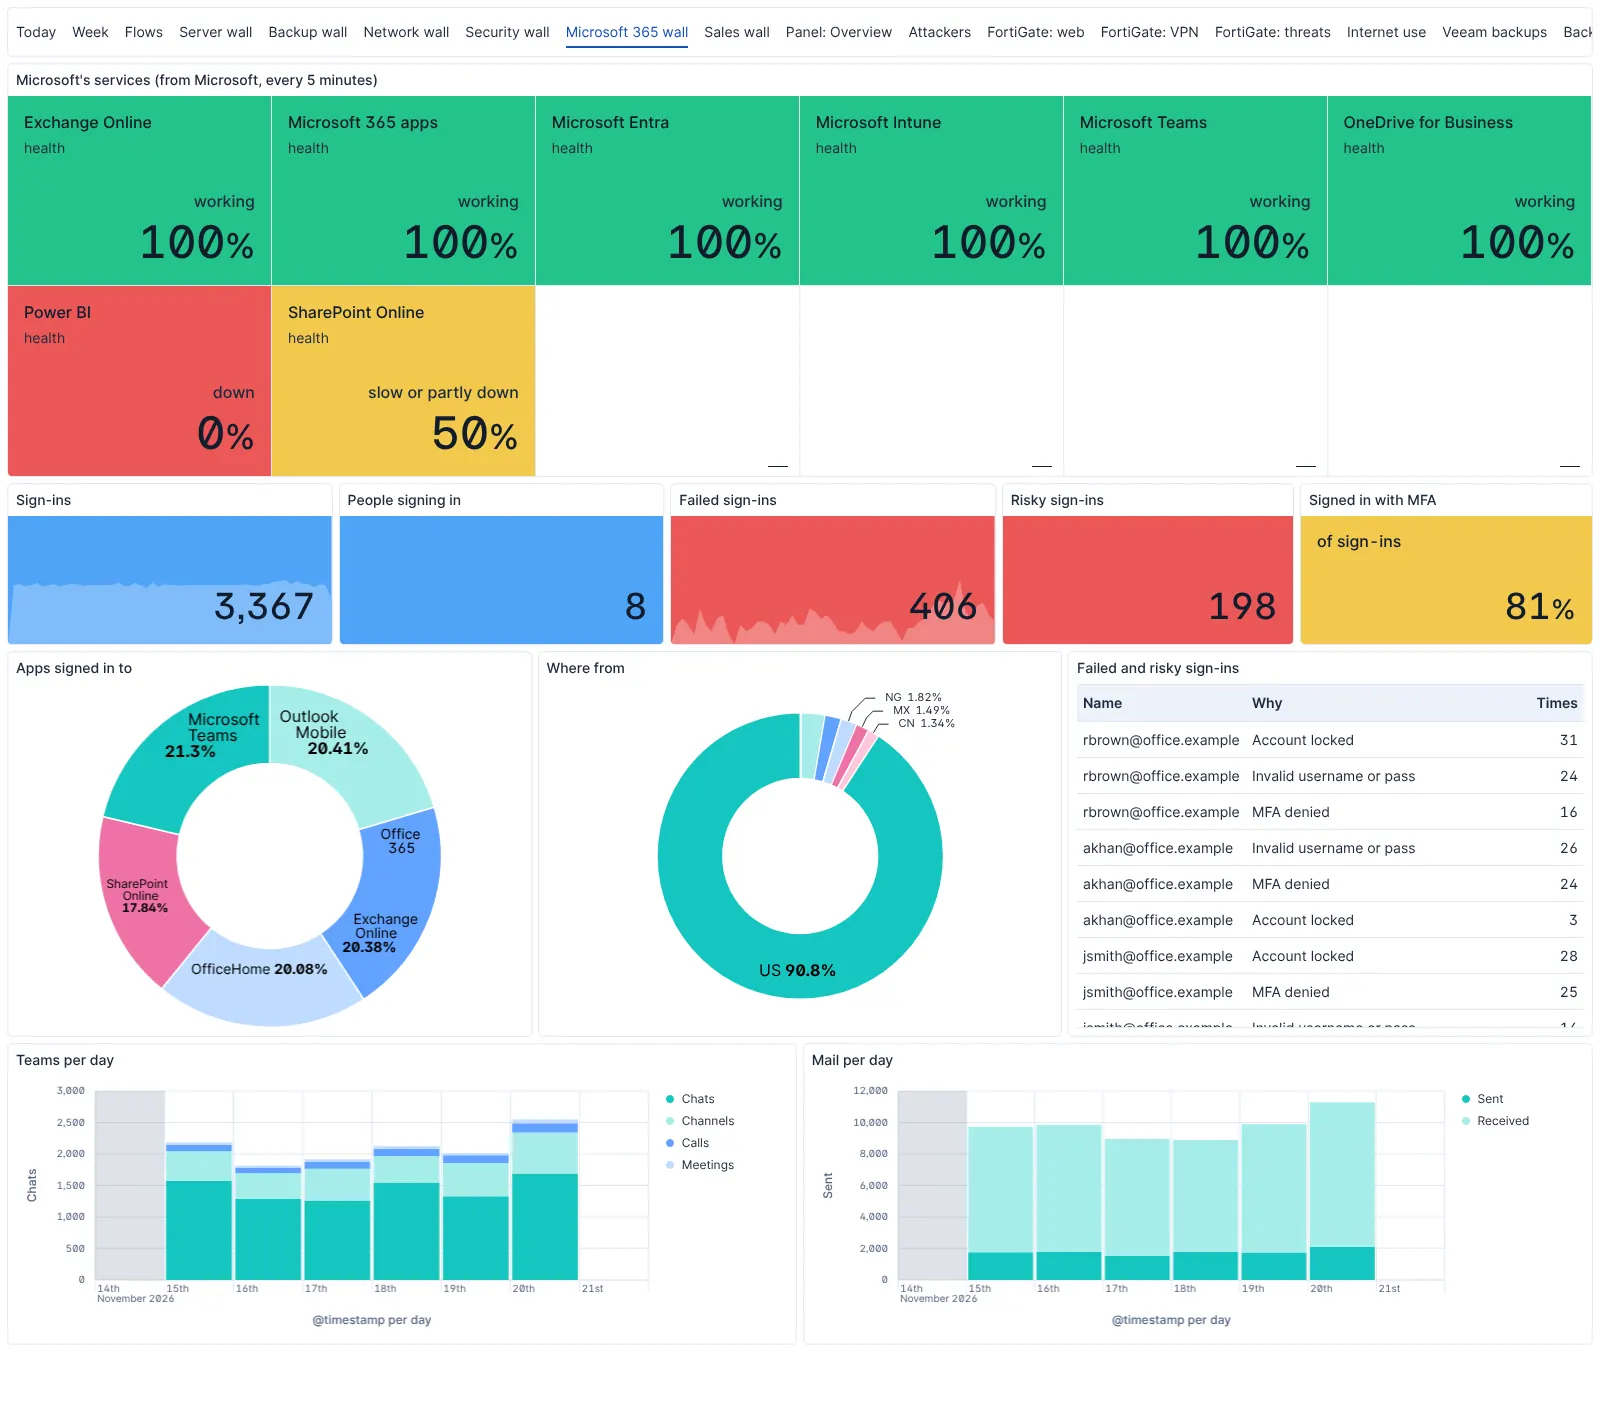 Today Week Flows Server wall Backup wall Network wall Security wall Microsoft 365 wall Sales wall Panel: Overview Attackers FortiGate: web FortiGate: VPN FortiGate: threats Internet use Veeam backups Back
Microsoft's services (from Microsoft, every 5 minutes)
Exchange Online
health
working
100%
Microsoft 365 apps
health
working
100%
Microsoft Entra
health
working
100%
Microsoft Intune
health
working
100%
Microsoft Teams
health
working
100%
OneDrive for Business
health
working
100%
Power BI
health
down
0%
SharePoint Online
health
slow or partly down
50%
Sign-ins
3,367
People signing in
8
Failed sign-ins
406
Risky sign-ins
198
Signed in with MFA
of sign-ins
81%
Apps signed in to
Microsoft
Teams
21.3%
Outlook
Mobile
20.41%
Office
365
Exchange
Online
20.38%
OfficeHome 20.08%
SharePoint
Online
17.84%
Where from
NG 1.82%
MX 1.49%
CN 1.34%
US 90.8%
Failed and risky sign-ins
Name Why Times
rbrown@office.example Account locked 31
rbrown@office.example Invalid username or pass 24
rbrown@office.example MFA denied 16
akhan@office.example Invalid username or pass 26
akhan@office.example MFA denied 24
akhan@office.example Account locked 3
jsmith@office.example Account locked 28
jsmith@office.example MFA denied 25
jsmith@office.example Invalid username or pass 14
Teams per day
3,000
2,500
2,000
1,500
1,000
500
0
Chats
14th 15th 16th 17th 18th 19th 20th 21st
November 2026
@timestamp per day
Chats
Channels
Calls
Meetings
Mail per day
12,000
10,000
8,000
6,000
4,000
2,000
0
Sent
14th 15th 16th 17th 18th 19th 20th 21st
November 2026
@timestamp per day
Sent
Received